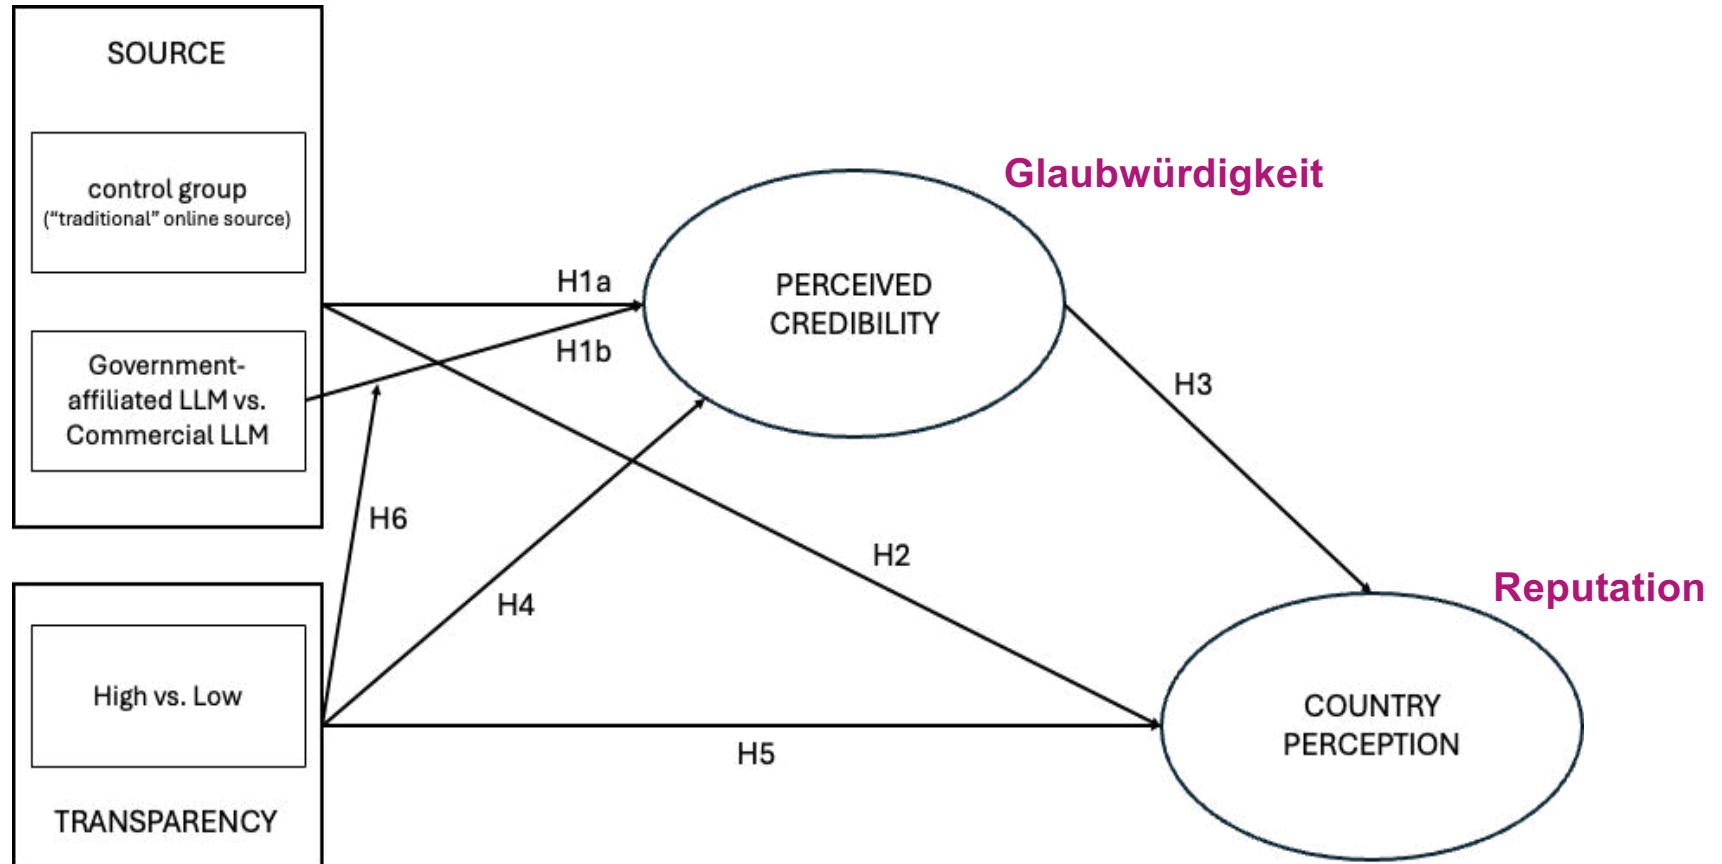 SOURCE
control group
(“traditional” online source)
Government-
affiliated LLM vs.
Commercial LLM
H1a
H1b
PERCEIVED
CREDIBILITY
Glaubwürdigkeit
H3
H6
H4
H2
H5
High vs. Low
TRANSPARENCY
Reputation
COUNTRY
PERCEPTION